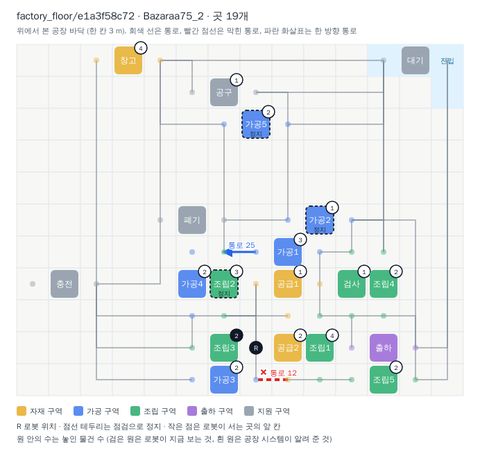 factory_floor/e1a3f58c72 · Bazaraa75_2 · 곳 19개
위에서 본 공장 바닥 (한 칸 3 m). 회색 선은 통로, 빨간 점선은 막힌 통로, 파란 화살표는 한 방향 통로
창고 4
대기
진입
공구 1
가공5 2
정지
폐기
가공2 1
정지
통로 25
가공1 3
충전
가공4 2
조립2 3
정지
공급1 1
검사 1
조립4 2
조립3 2
R
공급2 2
조립1 4
출하
가공3 2
✕ 통로 12
조립5 2
자재 구역
가공 구역
조립 구역
출하 구역
지원 구역
R 로봇 위치 · 점선 테두리는 점검으로 정지 · 작은 점은 로봇이 서는 곳의 앞 칸
원 안의 수는 놓인 물건 수 (검은 원은 로봇이 지금 보는 것, 흰 원은 공장 시스템이 알려 준 것)